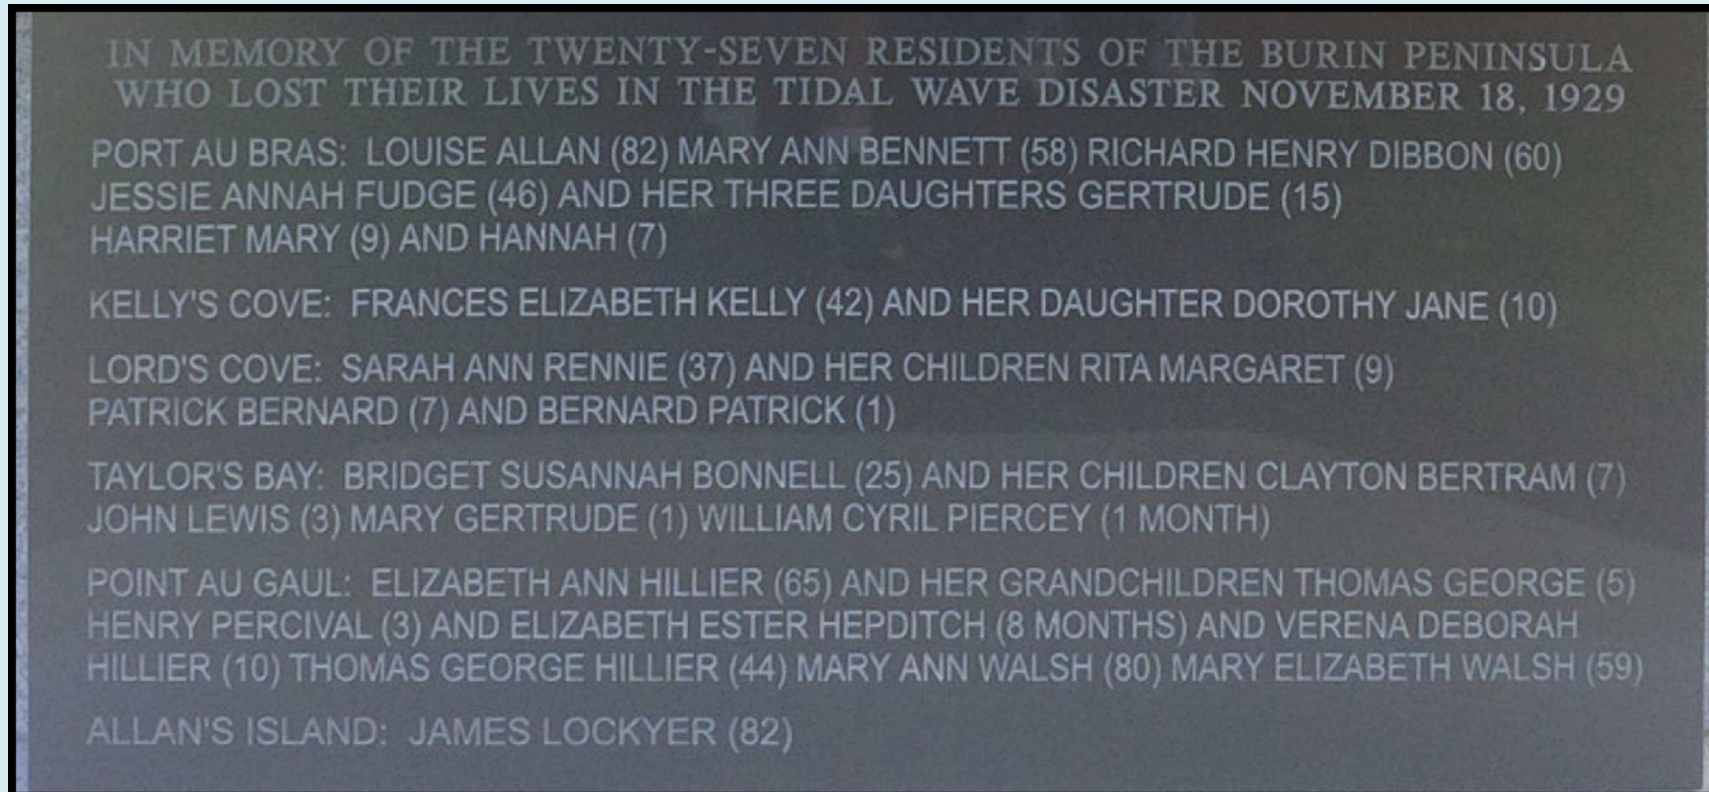 IN MEMORY OF THE TWENTY-SEVEN RESIDENTS OF THE BURIN PENINSULA
WHO LOST THEIR LIVES IN THE TIDAL WAVE DISASTER NOVEMBER 18, 1929
PORT AU BRAS: LOUISE ALLAN (82) MARY ANN BENNETT (58) RICHARD HENRY DIBBON (60)
JESSIE ANNAH FUDGE (46) AND HER THREE DAUGHTERS GERTRUDE (15)
HARRIET MARY (9) AND HANNAH (7)
KELLY'S COVE: FRANCES ELIZABETH KELLY (42) AND HER DAUGHTER DOROTHY JANE (10)
LORD'S COVE: SARAH ANN RENNIE (37) AND HER CHILDREN RITA MARGARET (9)
PATRICK BERNARD (7) AND BERNARD PATRICK (1)
TAYLOR'S BAY: BRIDGET SUSANNAH BONNELL (25) AND HER CHILDREN CLAYTON BERTRAM (7)
JOHN LEWIS (3) MARY GERTRUDE (1) WILLIAM CYRIL PIERCEY (1 MONTH)
POINT AU GAUL: ELIZABETH ANN HILLIER (65) AND HER GRANDCHILDREN THOMAS GEORGE (5)
HENRY PERCIVAL (3) AND ELIZABETH ESTER HEPDITCH (8 MONTHS) AND VERENA DEBORAH
HILLIER (10) THOMAS GEORGE HILLIER (44) MARY ANN WALSH (80) MARY ELIZABETH WALSH (59)
ALLAN'S ISLAND: JAMES LOCKYER (82)